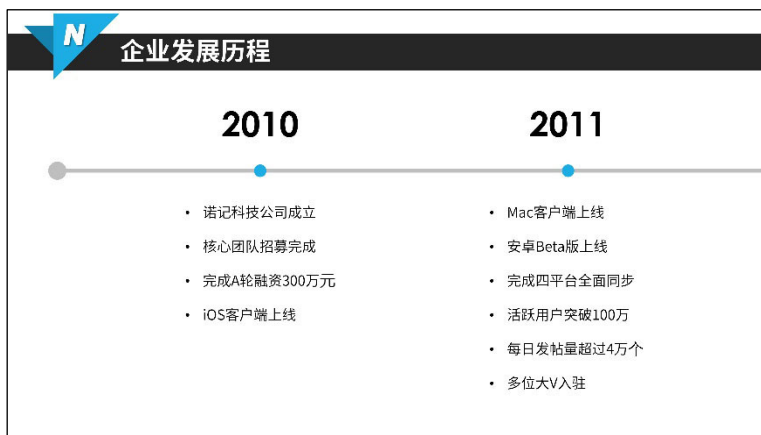 N
企业发展历程
2010
诺记科技公司成立
核心团队招募完成
完成A轮融资300万元
iOS客户端上线
2011
Mac客户端上线
安卓Beta版上线
完成四平台全面同步
活跃用户突破100万
每日发帖量超过4万个
多位大V入驻